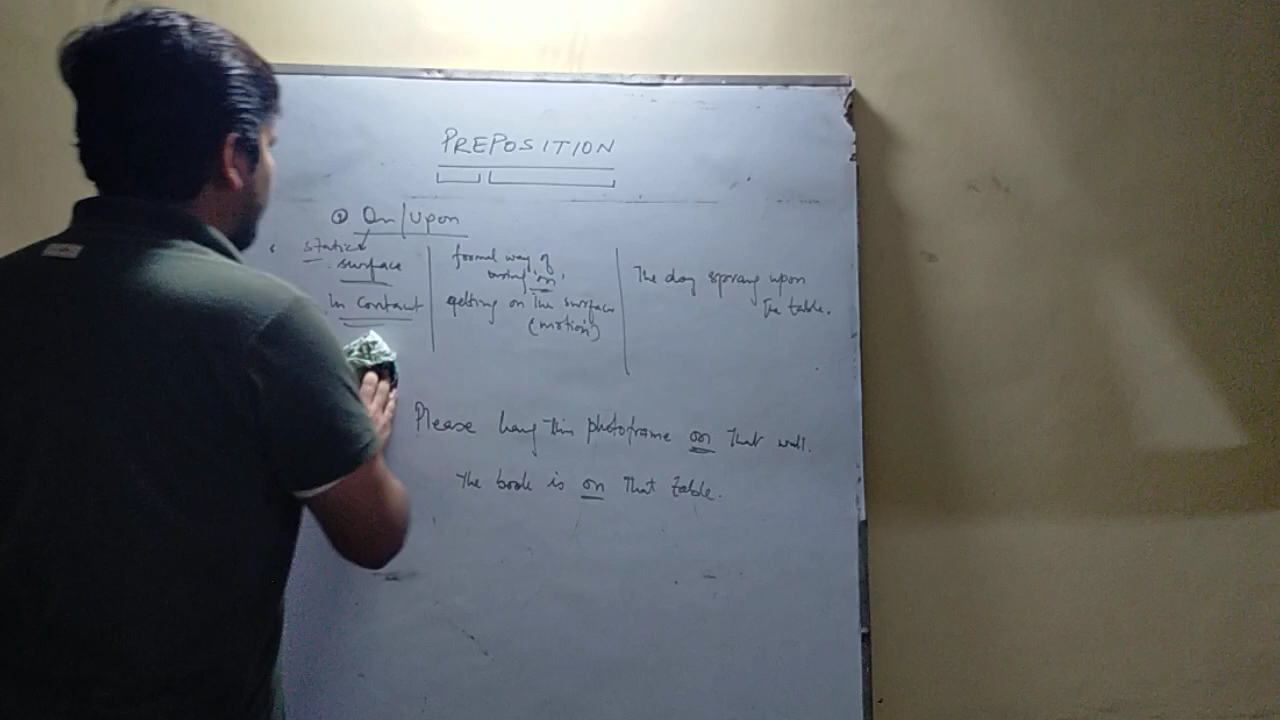 PREPOSITION
① On/Upon
static
. surface
. In contact
formal way of
using 'on'
getting on the surface
(motion)
The dog sprang upon
the table.
Please hang this photoframe on that wall.
The book is on that table.